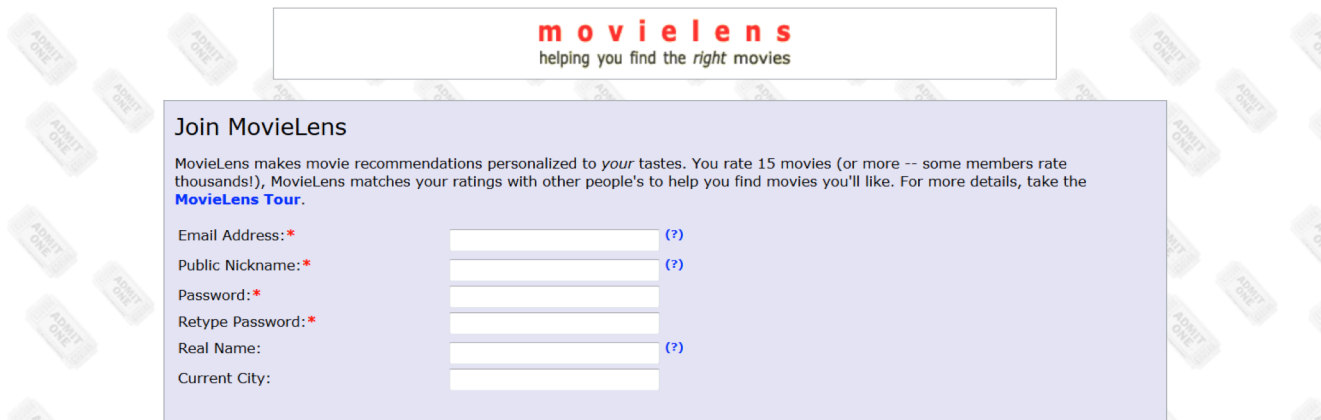 movielens
helping you find the right movies
Join MovieLens
MovieLens makes movie recommendations personalized to your tastes. You rate 15 movies (or more -- some members rate
thousands!), MovieLens matches your ratings with other people's to help you find movies you'll like. For more details, take the
MovieLens Tour.
Email Address:* (?)
Public Nickname:* (?)
Password:*
Retype Password:*
Real Name: (?)
Current City:
ADMIT ONE